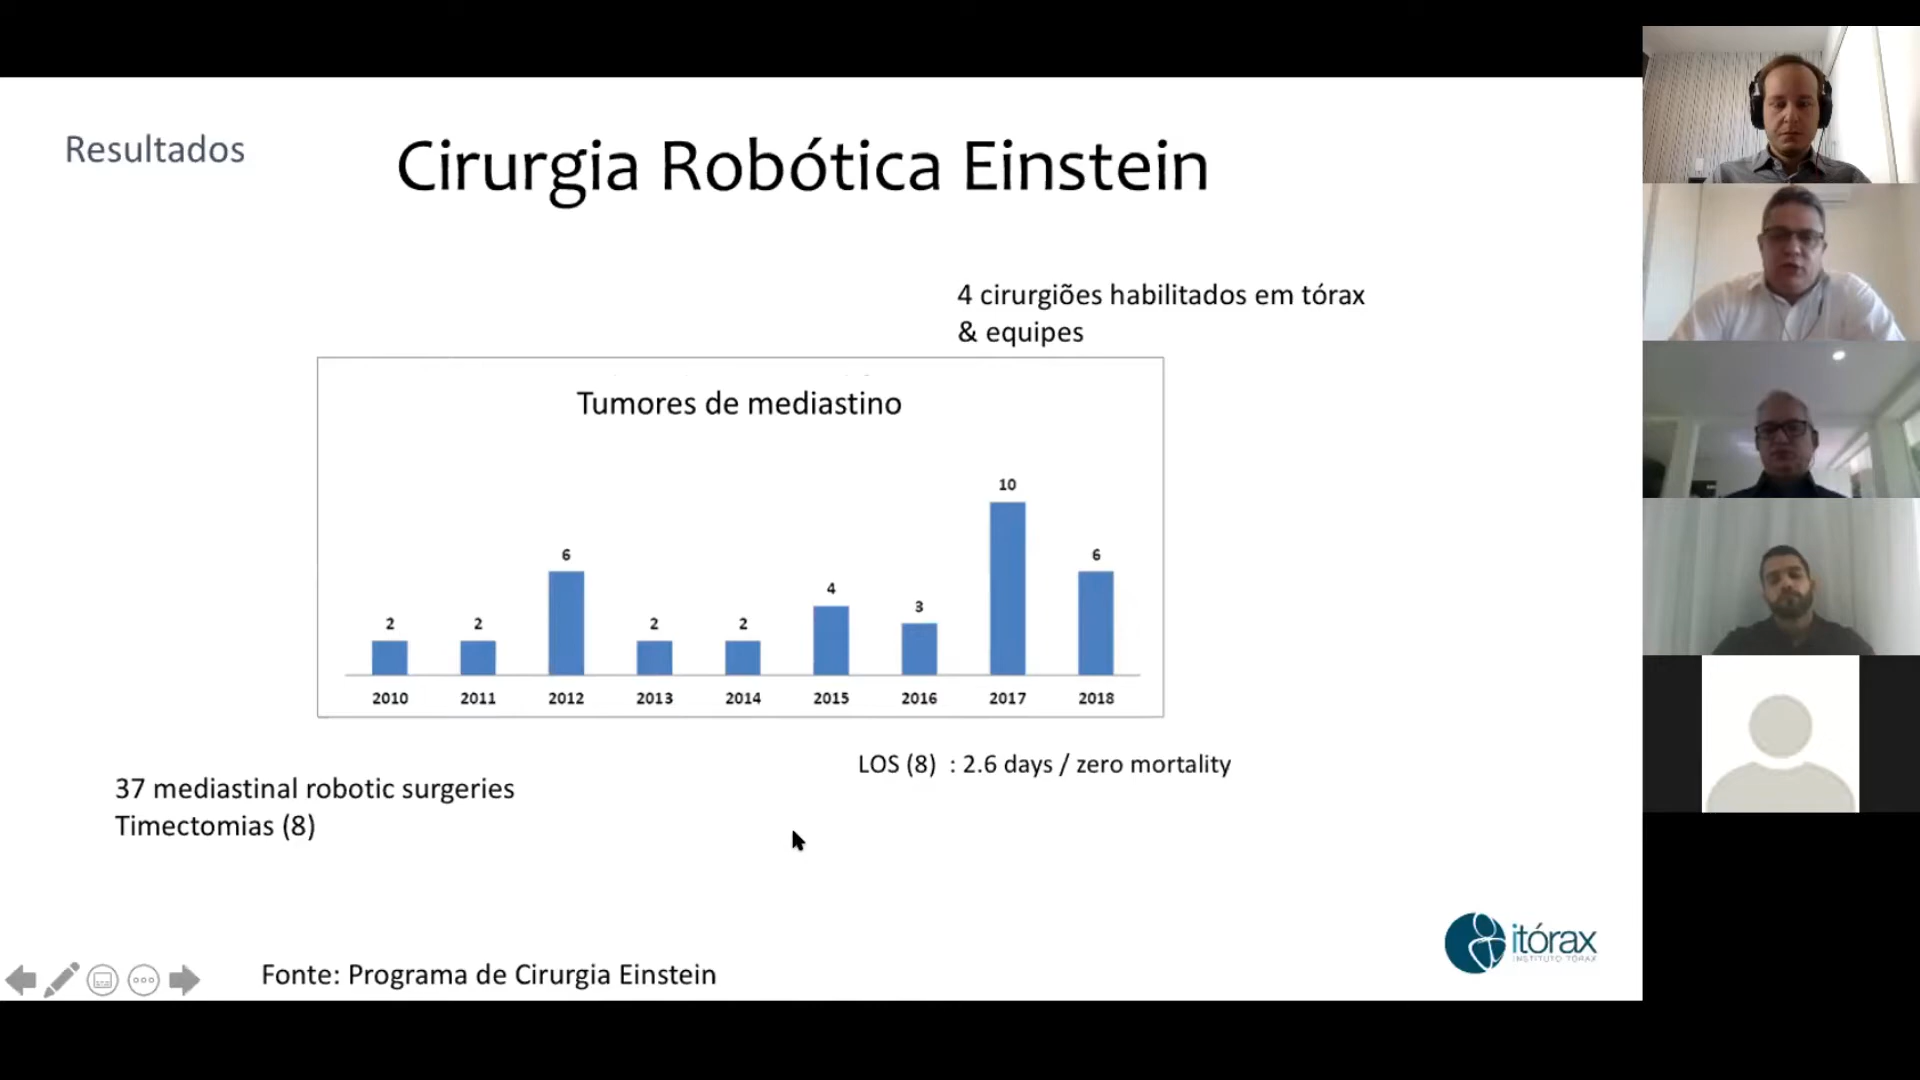 Resultados
Cirurgia Robótica Einstein
4 cirurgiões habilitados em tórax
& equipes
Tumores de mediastino
2 2 6 2 2 4 3 10 6
2010 2011 2012 2013 2014 2015 2016 2017 2018
LOS (8) : 2.6 days / zero mortality
37 mediastinal robotic surgeries
Timectomias (8)
itórax
INSTITUTO TÓRAX
Fonte: Programa de Cirurgia Einstein